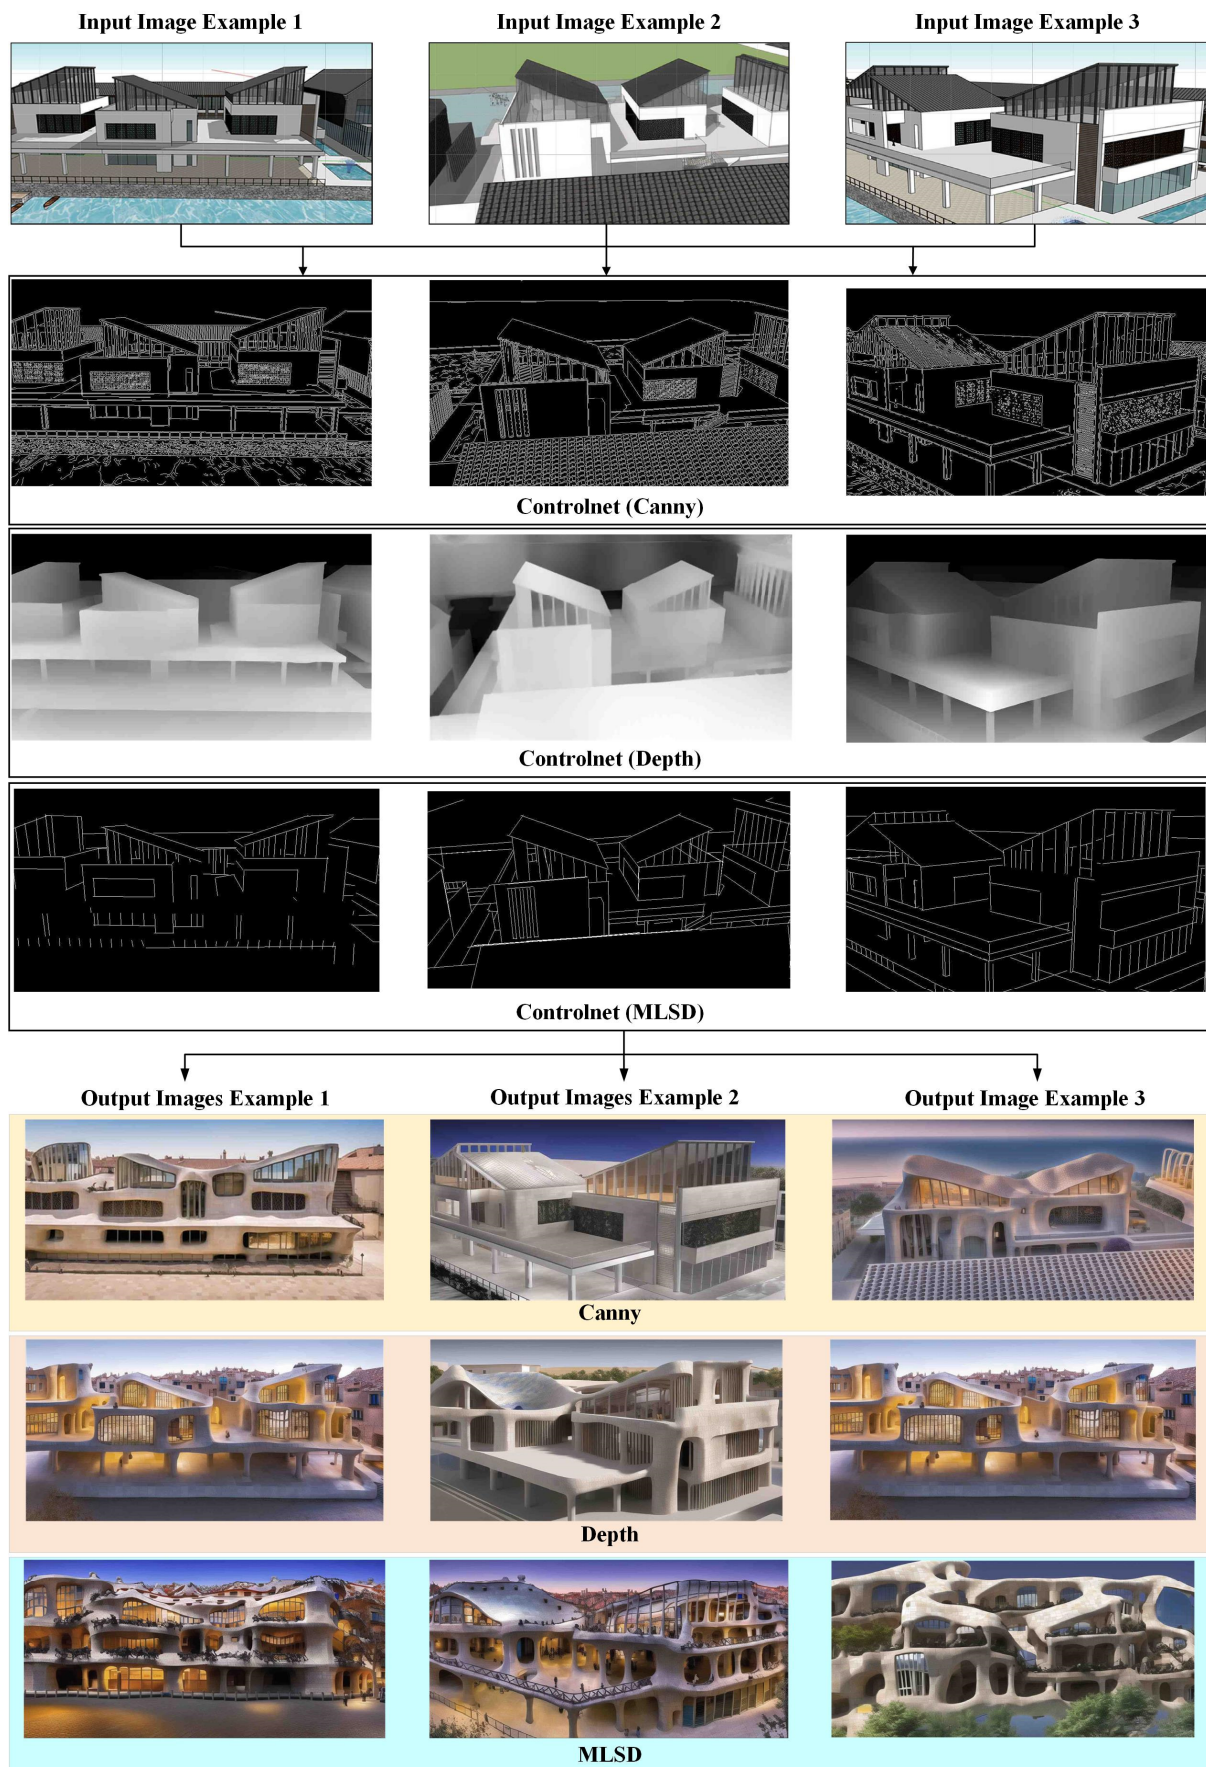 Input Image Example 1
Input Image Example 2
Input Image Example 3
Controlnet (Canny)
Controlnet (Depth)
Controlnet (MLSD)
Output Images Example 1
Output Images Example 2
Output Image Example 3
Canny
Depth
MLSD